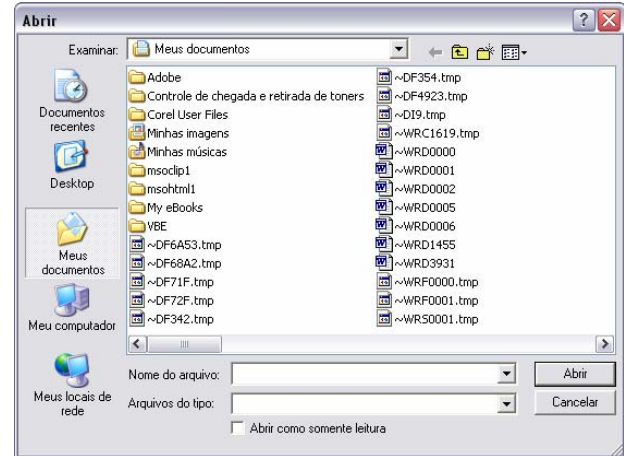 Abrir
Examinar:
Meus documentos
Documentos
recentes
Desktop
Meus
documentos
Meu computador
Meus locais de
rede
Adobe
Controle de chegada e retirada de toners
Corel User Files
Minhas imagens
Minhas músicas
msoclip1
msohtml1
My eBooks
VBE
~DF6A53.tmp
~DF68A2.tmp
~DF71F.tmp
~DF72F.tmp
~DF342.tmp
~DF354.tmp
~DF4923.tmp
~DI9.tmp
~WRC1619.tmp
~WRD0000
~WRD0001
~WRD0002
~WRD0005
~WRD0006
~WRD1455
~WRD3931
~WRF0000.tmp
~WRF0001.tmp
~WRS0001.tmp
Nome do arquivo:
Abrir
Arquivos do tipo:
Cancelar
Abrir como somente leitura